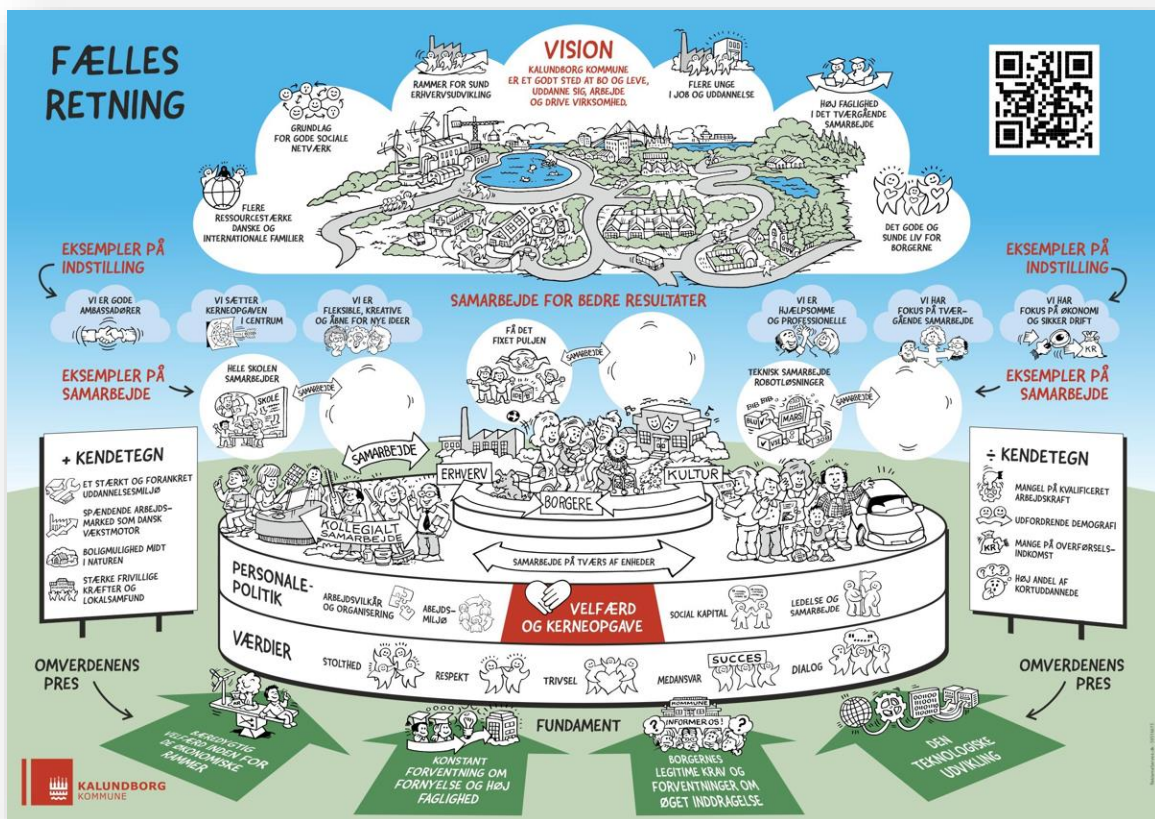 FÆLLES
RETNING
VISION
KALUNDBORG KOMMUNE
ER ET GODT STED AT BO OG LEVE,
UDDANNE SIG, ARBEJDE
OG DRIVE VIRKSOMHED.
RAMMER FOR SUND
ERHVERVSUDVIKLING
FLERE UNGE
I JOB OG UDDANNELSE
GRUNDLAG
FOR GODE SOCIALE
NETVÆRK
HØJ FAGLIGHED
I DET TVÆRGÅENDE
SAMARBEJDE
FLERE
RESSOURCESTÆRKE
DANSKE OG
INTERNATIONALE FAMILIER
DET GODE OG
SUNDE LIV FOR
BORGERNE
EKSEMPLER PÅ
INDSTILLING
EKSEMPLER PÅ
INDSTILLING
VI ER GODE
AMBASSADØRER
VI SÆTTER
KERNEOPGAVEN
I CENTRUM
VI ER
FLEKSIBLE, KREATIVE
OG ÅBNE FOR NYE IDEER
SAMARBEJDE FOR BEDRE RESULTATER
VI ER
HJÆLPSOMME
OG PROFESSIONELLE
VI HAR
FOKUS PÅ TVÆR-
GÅENDE SAMARBEJDE
VI HAR
FOKUS PÅ ØKONOMI
OG SIKKER DRIFT
KR
EKSEMPLER PÅ
SAMARBEJDE
HELE SKOLEN
SAMARBEJDER
SKOLE
SAMARBEJDE
FÅ DET
FIXET PULJEN
SAMARBEJDE
TEKNISK SAMARBEJDE
ROBOTLØSNINGER
BIB BIB
MARS
SAMARBEJDE
EKSEMPLER PÅ
SAMARBEJDE
+ KENDETEGN
ET STÆRKT OG FORANKRET
UDDANNELSESMILJØ
SPÆNDENDE ARBEJDS-
MARKED SOM DANSK
VÆKSTMOTOR
BOLIGMULIGHED MIDT
I NATUREN
STÆRKE FRIVILLIGE
KRÆFTER OG
LOKALSAMFUND
÷ KENDETEGN
MANGEL PÅ KVALIFICERET
ARBEJDSKRAFT
UDFORDRENDE DEMOGRAFI
KR
MANGE PÅ OVERFØRSELS-
INDKOMST
???
HØJ ANDEL AF
KORTUDDANNEDE
SAMARBEJDE
ERHVERV
BORGERE
KULTUR
KOLLEGIALT
SAMARBEJDE
SAMARBEJDE PÅ TVÆRS AF ENHEDER
PERSONALE-
POLITIK
ARBEJDSVILKÅR
OG ORGANISERING
ABEJDS-
MILJØ
VELFÆRD
OG KERNEOPGAVE
SOCIAL KAPITAL
LEDELSE OG
SAMARBEJDE
VÆRDIER
STOLTHED
RESPEKT
TRIVSEL
MEDANSVAR
SUCCES
DIALOG
OMVERDENENS
PRES
OMVERDENENS
PRES
FUNDAMENT
BÆREDYGTIG
VELFÆRD INDEN FOR
DE ØKONOMISKE
RAMMER
KONSTANT
FORVENTNING OM
FORNYELSE OG HØJ
FAGLIGHED
KOMMUNE
INFORMER OS!
BORGERNES
LEGITIME KRAV OG
FORVENTNINGER OM
ØGET INDDRAGELSE
DEN
TEKNOLOGISKE
UDVIKLING
KALUNDBORG
KOMMUNE